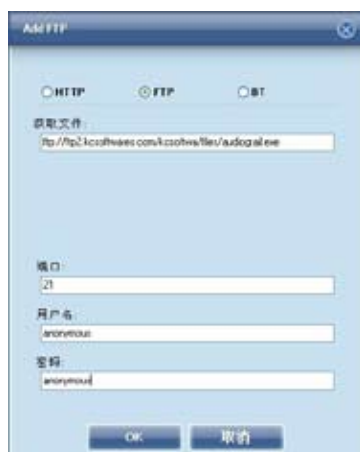 Add FTP
HTTP FTP BT
获取文件:
ftp://ftp2.kcsoftwares.com/kcsoftwa/files/audiograil.exe
端口:
21
用户名:
anonymous
密码:
anonymous
OK 取消